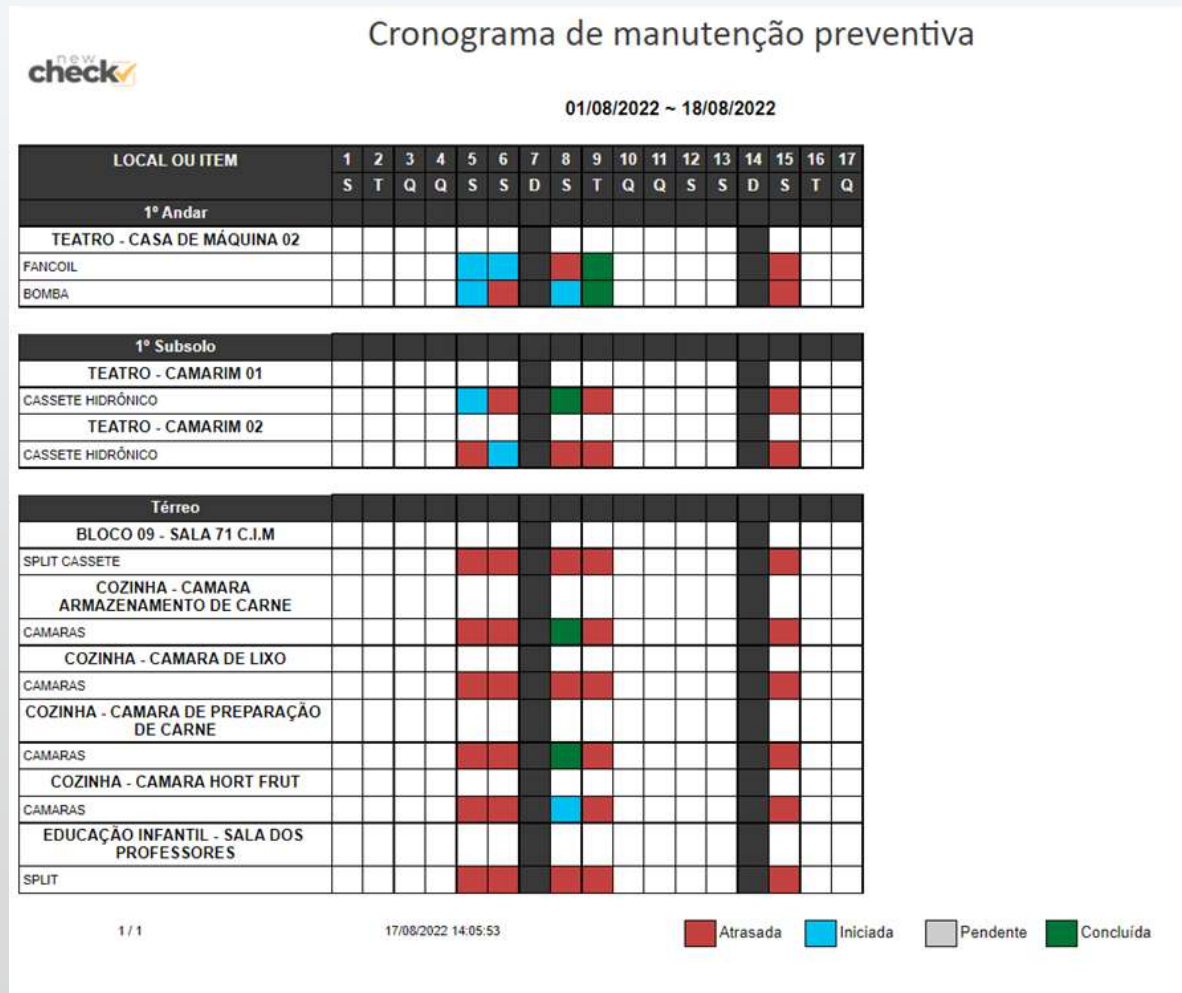 Cronograma de manutenção preventiva
new
check
01/08/2022 ~ 18/08/2022
LOCAL OU ITEM 1 2 3 4 5 6 7 8 9 10 11 12 13 14 15 16 17
S T Q Q S S D S T Q Q S S D S T Q
1º Andar
TEATRO - CASA DE MÁQUINA 02
FANCOIL
BOMBA
1º Subsolo
TEATRO - CAMARIM 01
CASSETE HIDRÔNICO
TEATRO - CAMARIM 02
CASSETE HIDRÔNICO
Térreo
BLOCO 09 - SALA 71 C.I.M
SPLIT CASSETE
COZINHA - CAMARA
ARMAZENAMENTO DE CARNE
CAMARAS
COZINHA - CAMARA DE LIXO
CAMARAS
COZINHA - CAMARA DE PREPARAÇÃO
DE CARNE
CAMARAS
COZINHA - CAMARA HORT FRUT
CAMARAS
EDUCAÇÃO INFANTIL - SALA DOS
PROFESSORES
SPLIT
1 / 1 17/08/2022 14:05:53 Atrasada Iniciada Pendente Concluída